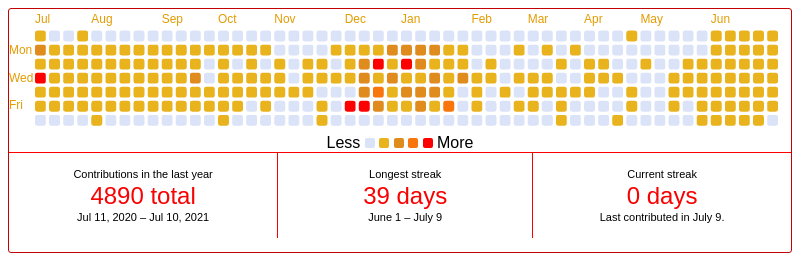 Jul Aug Sep Oct Nov Dec Jan Feb Mar Apr May Jun
Mon
Wed
Fri
Less More
Contributions in the last year
4890 total
Jul 11, 2020 – Jul 10, 2021
Longest streak
39 days
June 1 – July 9
Current streak
0 days
Last contributed in July 9.